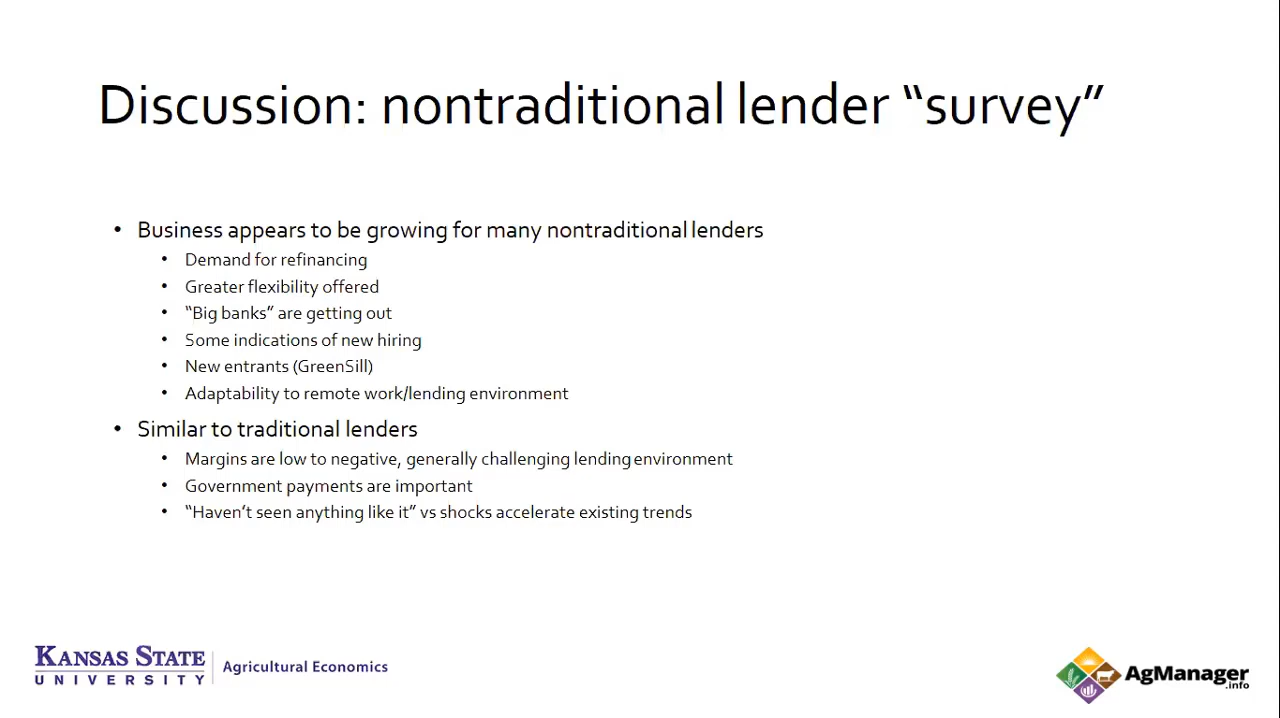 Discussion: nontraditional lender “survey”
• Business appears to be growing for many nontraditional lenders
• Demand for refinancing
• Greater flexibility offered
• “Big banks” are getting out
• Some indications of new hiring
• New entrants (GreenSill)
• Adaptability to remote work/lending environment
• Similar to traditional lenders
• Margins are low to negative, generally challenging lending environment
• Government payments are important
• “Haven’t seen anything like it” vs shocks accelerate existing trends
KANSAS STATE
UNIVERSITY
Agricultural Economics
AgManager
.info